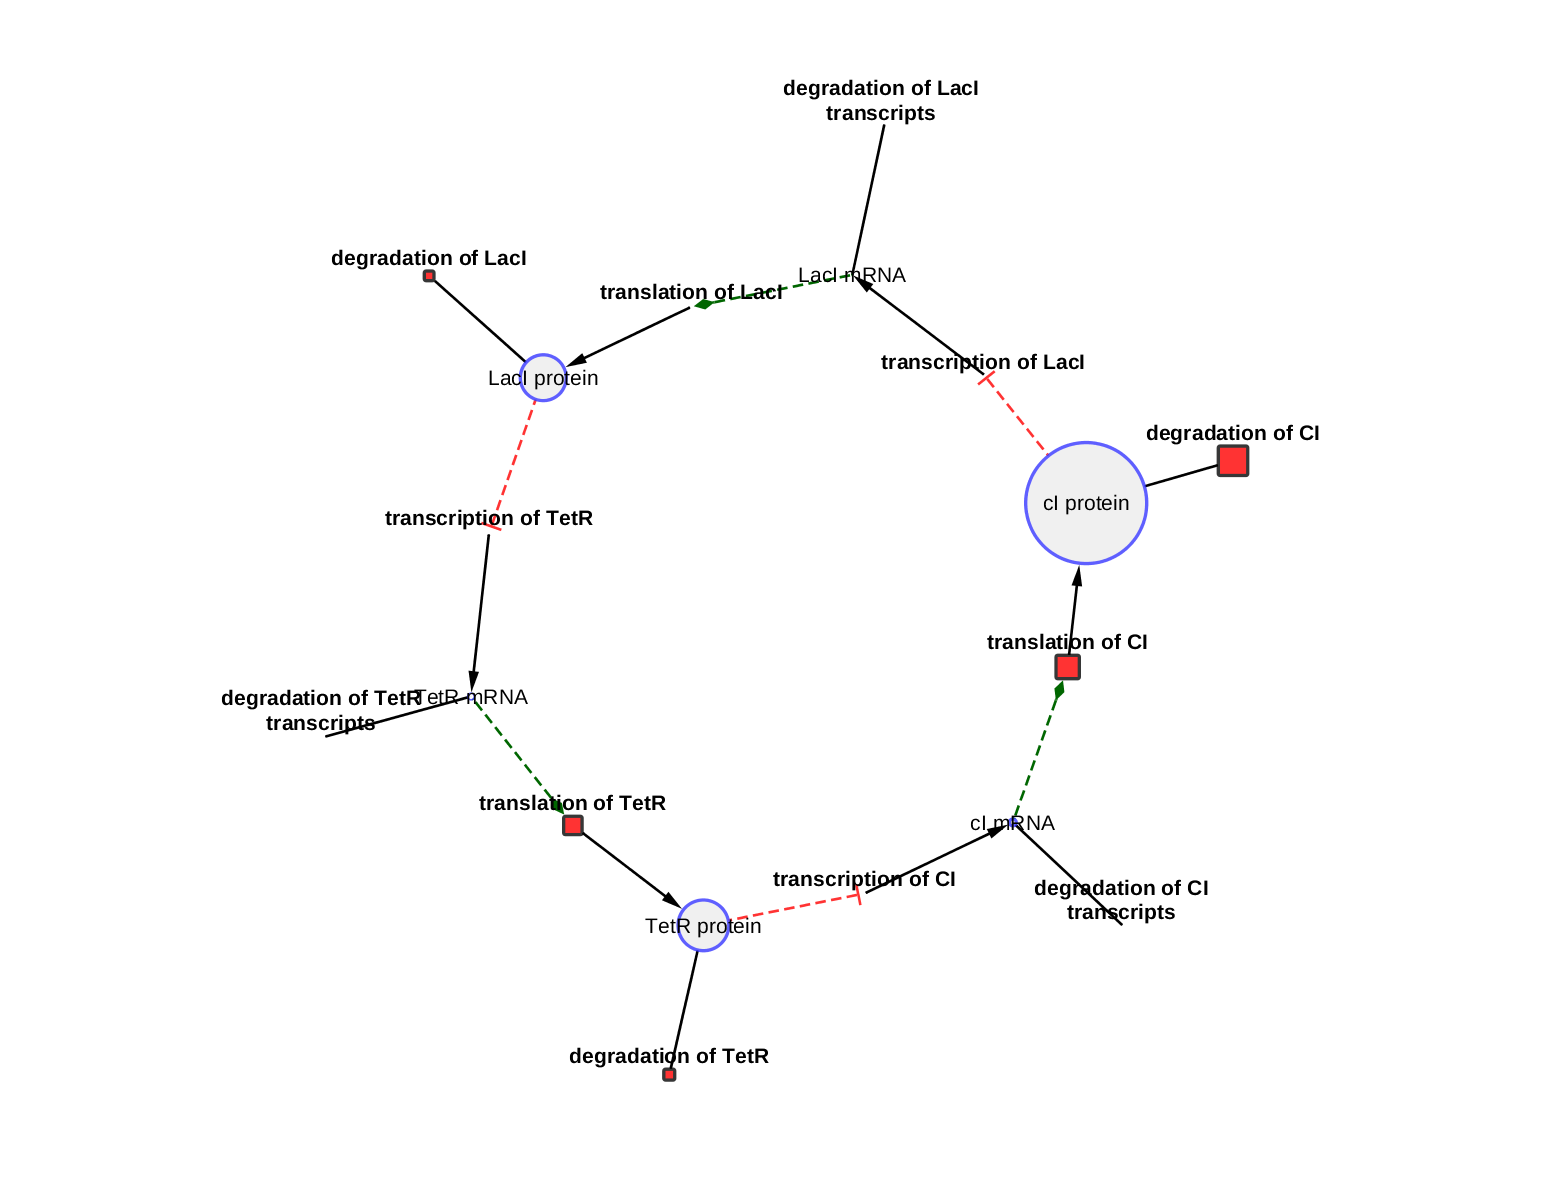 degradation of LacI
transcripts
degradation of LacI
LacI mRNA
translation of LacI
transcription of LacI
LacI protein
degradation of CI
cI protein
transcription of TetR
translation of CI
degradation of TetR
transcripts
TetR mRNA
translation of TetR
cI mRNA
transcription of CI
degradation of CI
transcripts
TetR protein
degradation of TetR